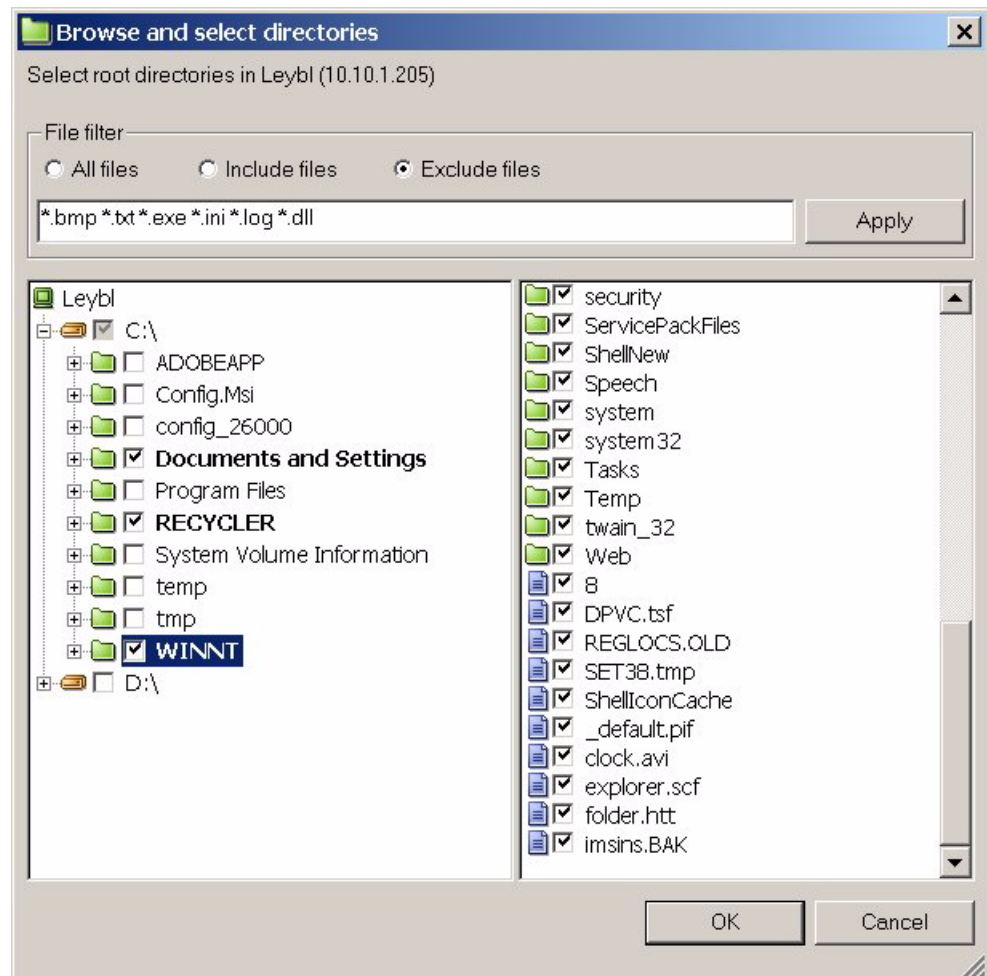 Browse and select directories
Select root directories in Leybl (10.10.1.205)
File filter
All files Include files Exclude files
*.bmp *.txt *.exe *.ini *.log *.dll
Apply
Leybl
C:\
ADOBEAPP
Config.Msi
config_26000
Documents and Settings
Program Files
RECYCLER
System Volume Information
temp
tmp
WINNT
D:\
security
ServicePackFiles
ShellNew
Speech
system
system32
Tasks
Temp
twain_32
Web
8
DPVC.tsf
REGLOCS.OLD
SET38.tmp
ShellIconCache
_default.pif
clock.avi
explorer.scf
folder.htt
imsins.BAK
OK Cancel